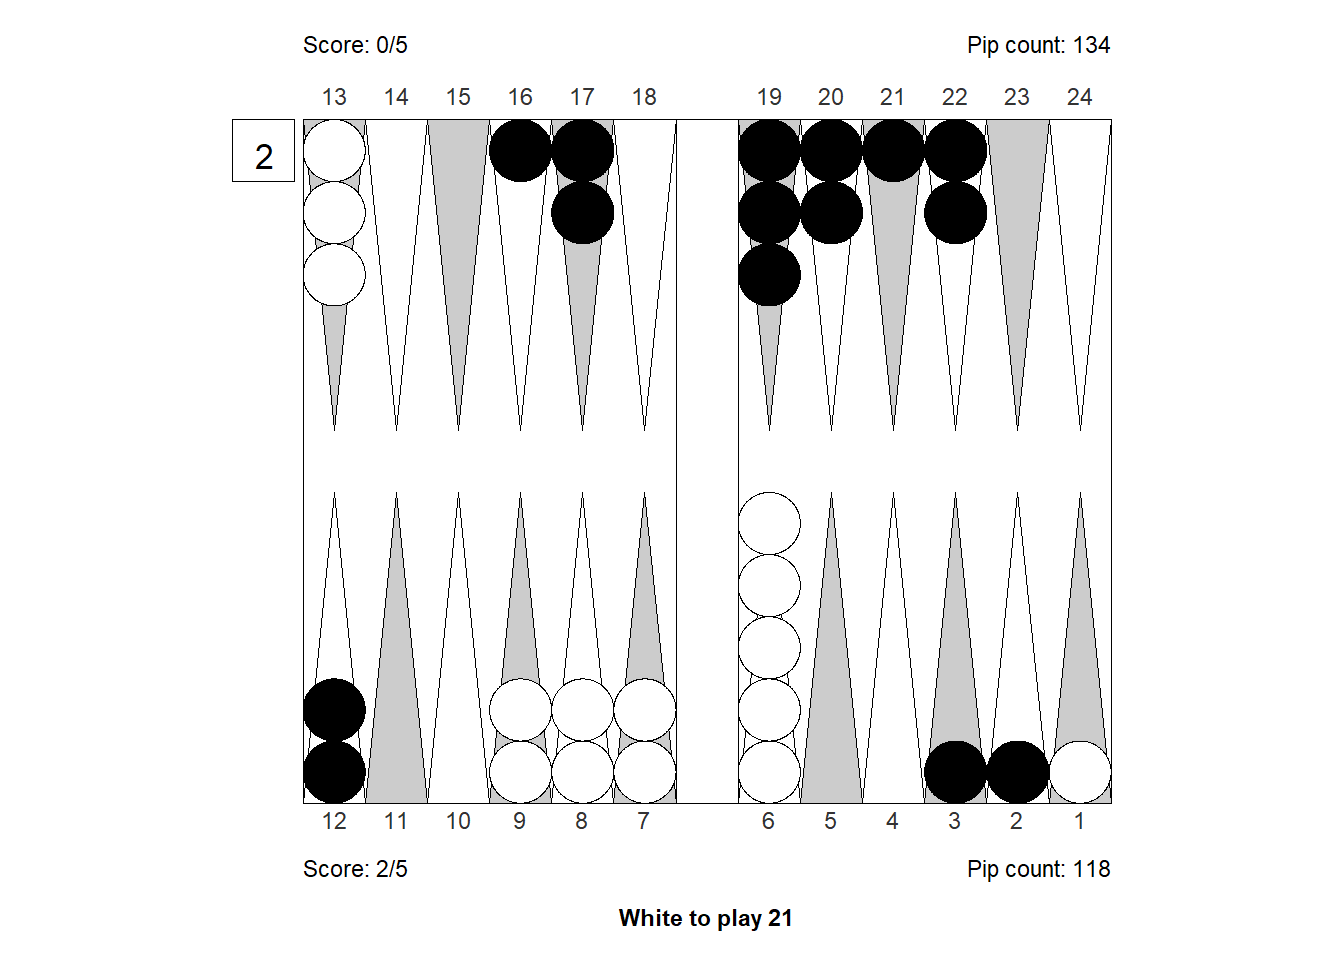 Score: 0/5 Pip count: 134
13 14 15 16 17 18 19 20 21 22 23 24
2
12 11 10 9 8 7 6 5 4 3 2 1
Score: 2/5 Pip count: 118
White to play 21